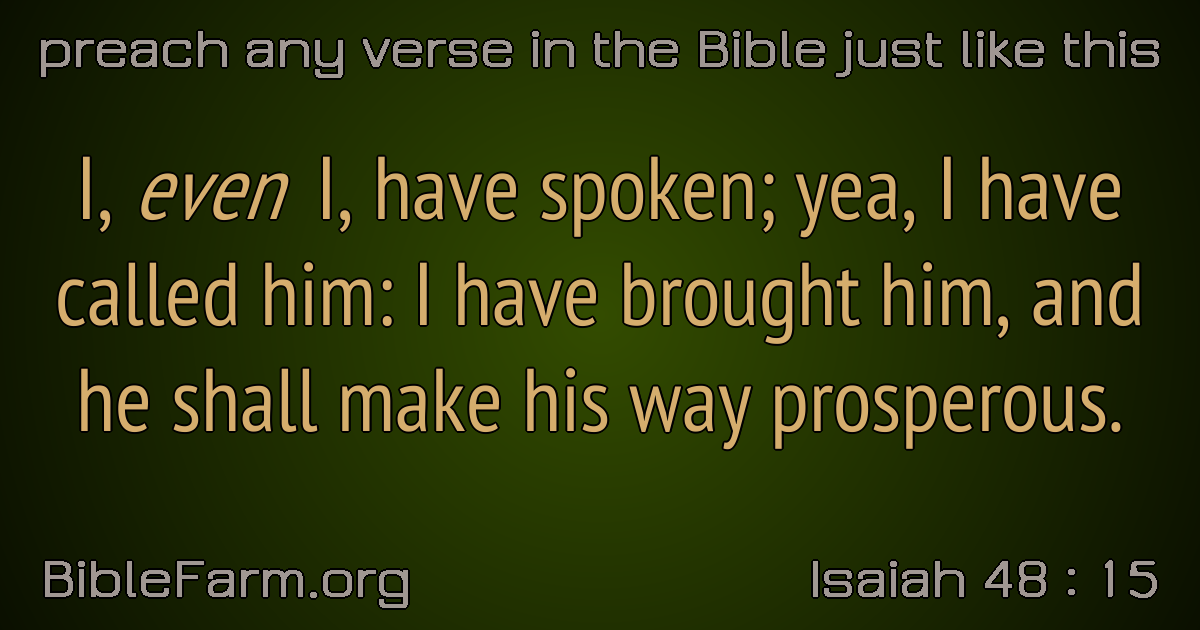 preach any verse in the Bible just like this
I, even I, have spoken; yea, I have
called him: I have brought him, and
he shall make his way prosperous.
BibleFarm.org
Isaiah 48 : 15